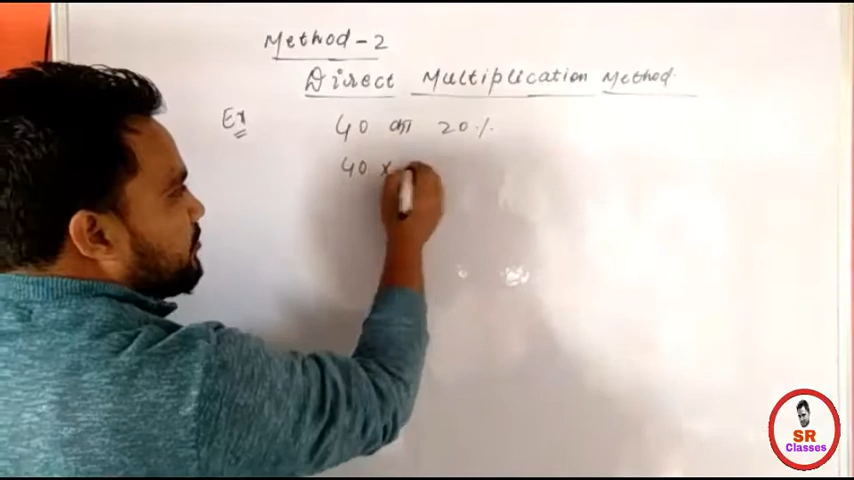 Method - 2
Direct Multiplication Method.
Ex
40 का 20%
40 ×
SR
Classes